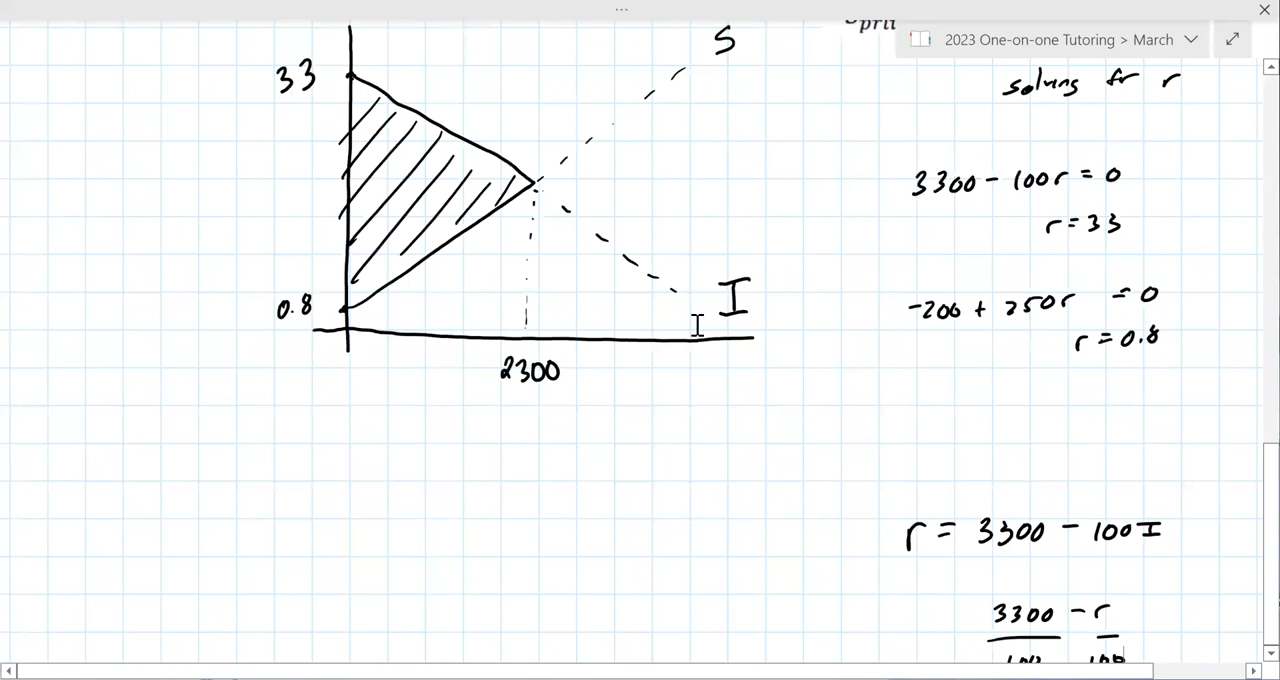 ...
2023 One-on-one Tutoring > March
S
33
0.8
I
2300
solving for r
3300 - 100r = 0
r = 33
-200 + 250r = 0
r = 0.8
r = 3300 - 100I
3300 - r